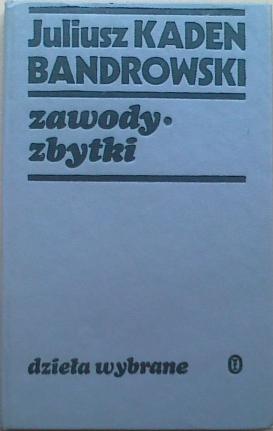 Juliusz KADEN
BANDROWSKI
zawody •
zbytki
dzieła wybrane